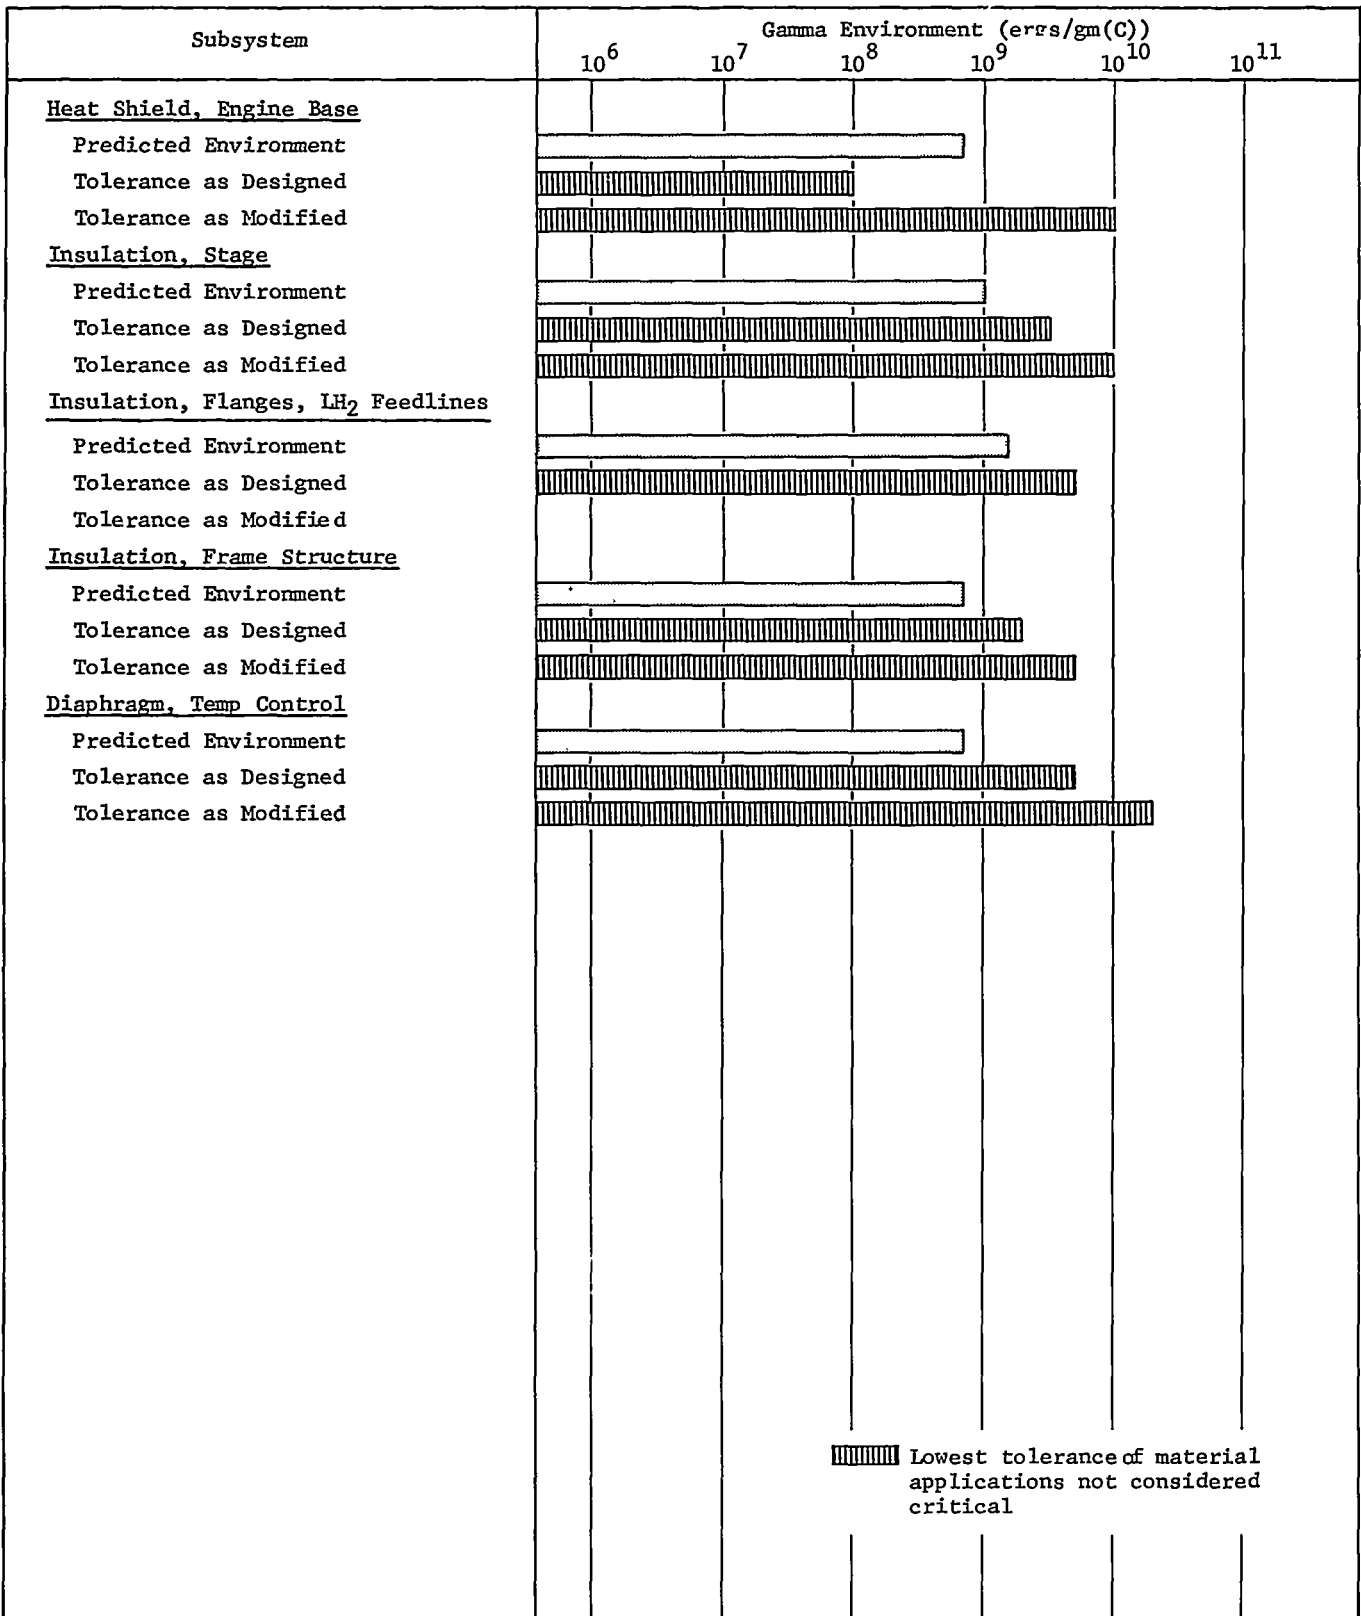 Subsystem
Gamma Environment (ergs/gm(C))
10^6 10^7 10^8 10^9 10^10 10^11
Heat Shield, Engine Base
Predicted Environment
Tolerance as Designed
Tolerance as Modified
Insulation, Stage
Predicted Environment
Tolerance as Designed
Tolerance as Modified
Insulation, Flanges, LH2 Feedlines
Predicted Environment
Tolerance as Designed
Tolerance as Modified
Insulation, Frame Structure
Predicted Environment
Tolerance as Designed
Tolerance as Modified
Diaphragm, Temp Control
Predicted Environment
Tolerance as Designed
Tolerance as Modified
Lowest tolerance of material
applications not considered
critical